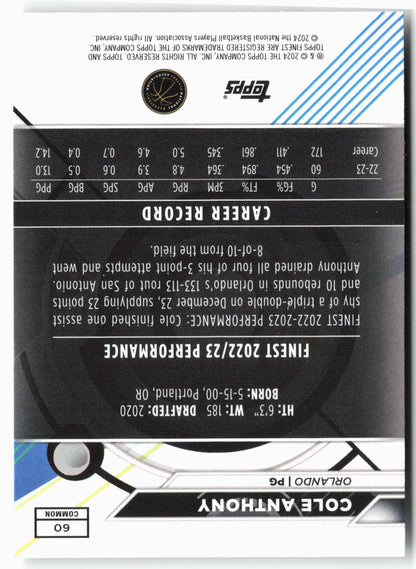 60
COMMON
COLE ANTHONY
ORLANDO | PG
HT: 6'3" WT: 185 DRAFTED: 2020
BORN: 5-15-00, Portland, OR
FINEST 2022/23 PERFORMANCE
FINEST 2022-2023 PERFORMANCE: Cole finished one assist
shy of a triple-double on December 23, supplying 23 points
and 10 rebounds in Orlando's 133-113 rout of San Antonio.
Anthony drained all four of his 3-point attempts and went
8-of-10 from the field.
CAREER RECORD
G FG% FT% 3PM RPG APG SPG BPG PPG
22-23 60 .454 .894 .364 4.8 3.9 0.6 0.5 13.0
Career 172 .411 .861 .345 5.0 4.6 0.7 0.4 14.2
topps
® & © 2024 THE TOPPS COMPANY, INC. ALL RIGHTS RESERVED. TOPPS AND
TOPPS FINEST ARE REGISTERED TRADEMARKS OF THE TOPPS COMPANY, INC.
© 2024 the National Basketball Players Association. All rights reserved.